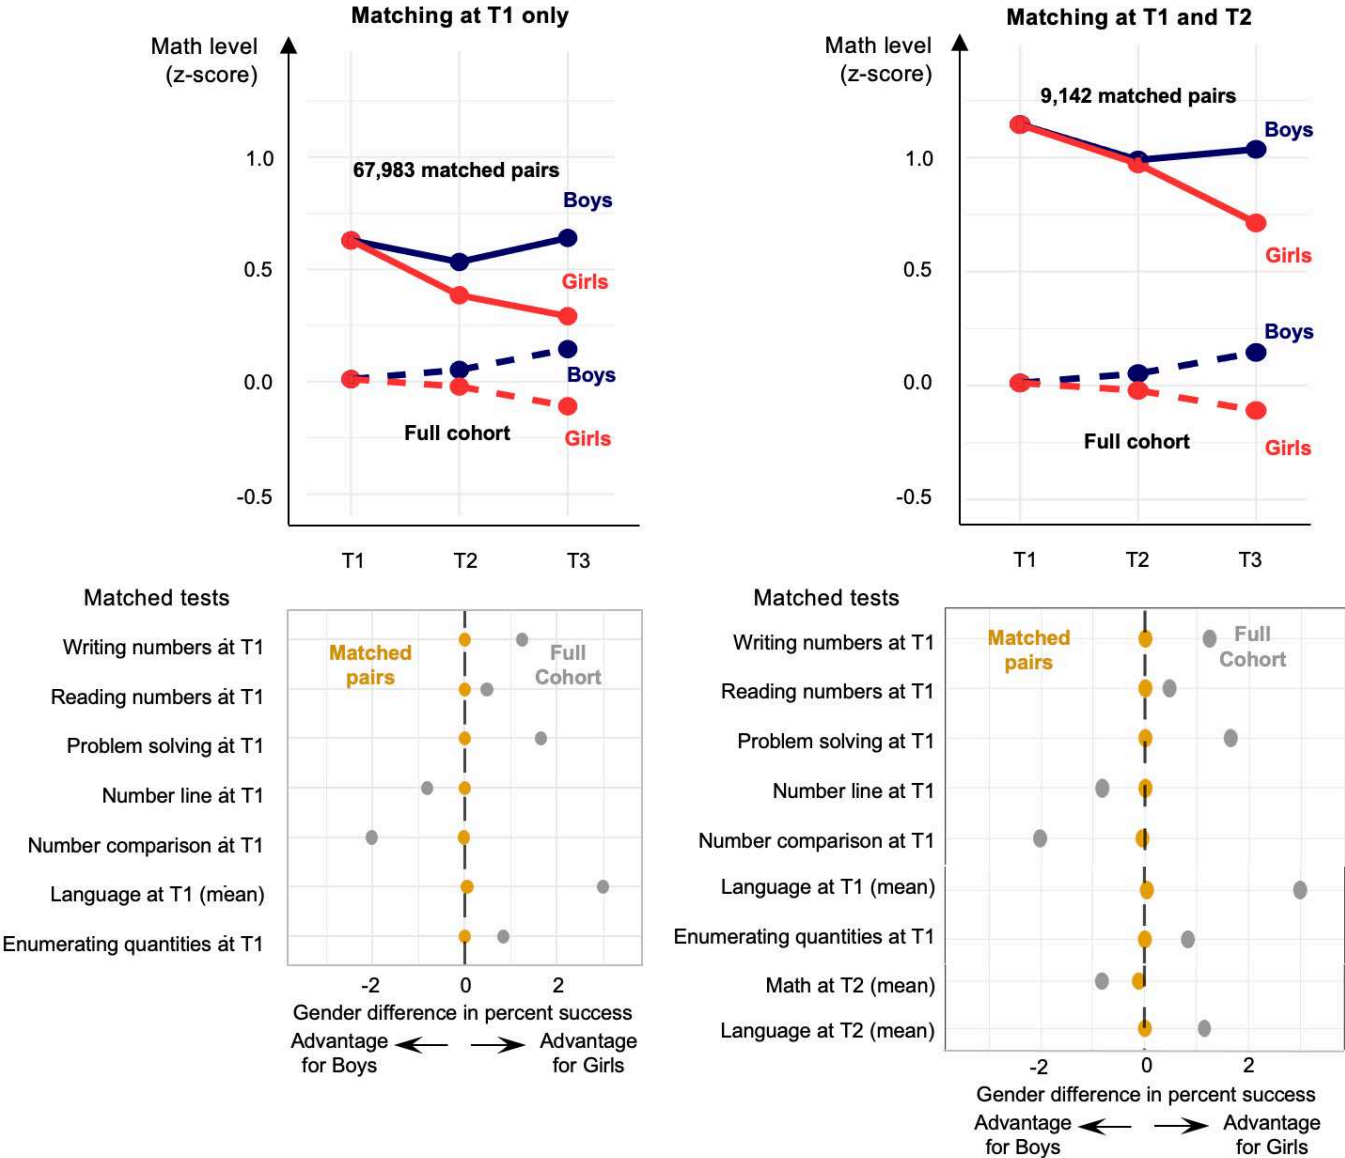 Matching at T1 only
Math level
(z-score)
67,983 matched pairs
Boys
Girls
Boys
Girls
Full cohort
1.0
0.5
0.0
-0.5
T1
T2
T3
Matched tests
Writing numbers at T1
Reading numbers at T1
Problem solving at T1
Number line at T1
Number comparison at T1
Language at T1 (mean)
Enumerating quantities at T1
Matched
pairs
Full
Cohort
-2
0
2
Gender difference in percent success
Advantage
for Boys
Advantage
for Girls
Matching at T1 and T2
Math level
(z-score)
9,142 matched pairs
Boys
Girls
Boys
Girls
Full cohort
1.0
0.5
0.0
-0.5
T1
T2
T3
Matched tests
Writing numbers at T1
Reading numbers at T1
Problem solving at T1
Number line at T1
Number comparison at T1
Language at T1 (mean)
Enumerating quantities at T1
Math at T2 (mean)
Language at T2 (mean)
Matched
pairs
Full
Cohort
-2
0
2
Gender difference in percent success
Advantage
for Boys
Advantage
for Girls